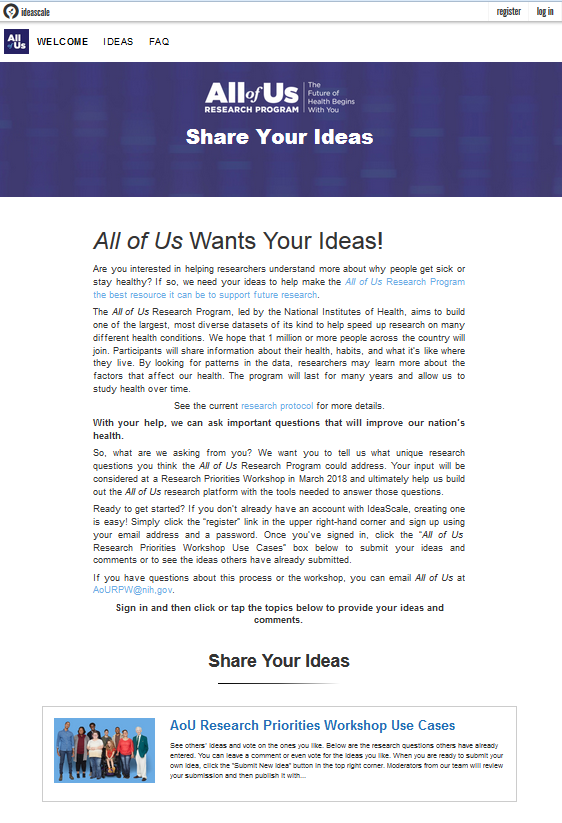 ideascale
register
log in
All of Us
WELCOME
IDEAS
FAQ
All of Us
RESEARCH PROGRAM
The
Future of
Health Begins
With You
Share Your Ideas
All of Us Wants Your Ideas!
Are you interested in helping researchers understand more about why people get sick or
stay healthy? If so, we need your ideas to help make the All of Us Research Program
the best resource it can be to support future research.
The All of Us Research Program, led by the National Institutes of Health, aims to build
one of the largest, most diverse datasets of its kind to help speed up research on many
different health conditions. We hope that 1 million or more people across the country will
join. Participants will share information about their health, habits, and what it's like where
they live. By looking for patterns in the data, researchers may learn more about the
factors that affect our health. The program will last for many years and allow us to
study health over time.
See the current research protocol for more details.
With your help, we can ask important questions that will improve our nation's
health.
So, what are we asking from you? We want you to tell us what unique research
questions you think the All of Us Research Program could address. Your input will be
considered at a Research Priorities Workshop in March 2018 and ultimately help us build
out the All of Us research platform with the tools needed to answer those questions.
Ready to get started? If you don't already have an account with IdeaScale, creating one
is easy! Simply click the "register" link in the upper right-hand corner and sign up using
your email address and a password. Once you've signed in, click the "All of Us
Research Priorities Workshop Use Cases" box below to submit your ideas and
comments or to see the ideas others have already submitted.
If you have questions about this process or the workshop, you can email All of Us at
AoURPW@nih.gov.
Sign in and then click or tap the topics below to provide your ideas and
comments.
Share Your Ideas
AoU Research Priorities Workshop Use Cases
See others' ideas and vote on the ones you like. Below are the research questions others have already
entered. You can leave a comment or even vote for the ideas you like. When you are ready to submit your
own idea, click the "Submit New Idea" button in the top right corner. Moderators from our team will review
your submission and then publish it with...